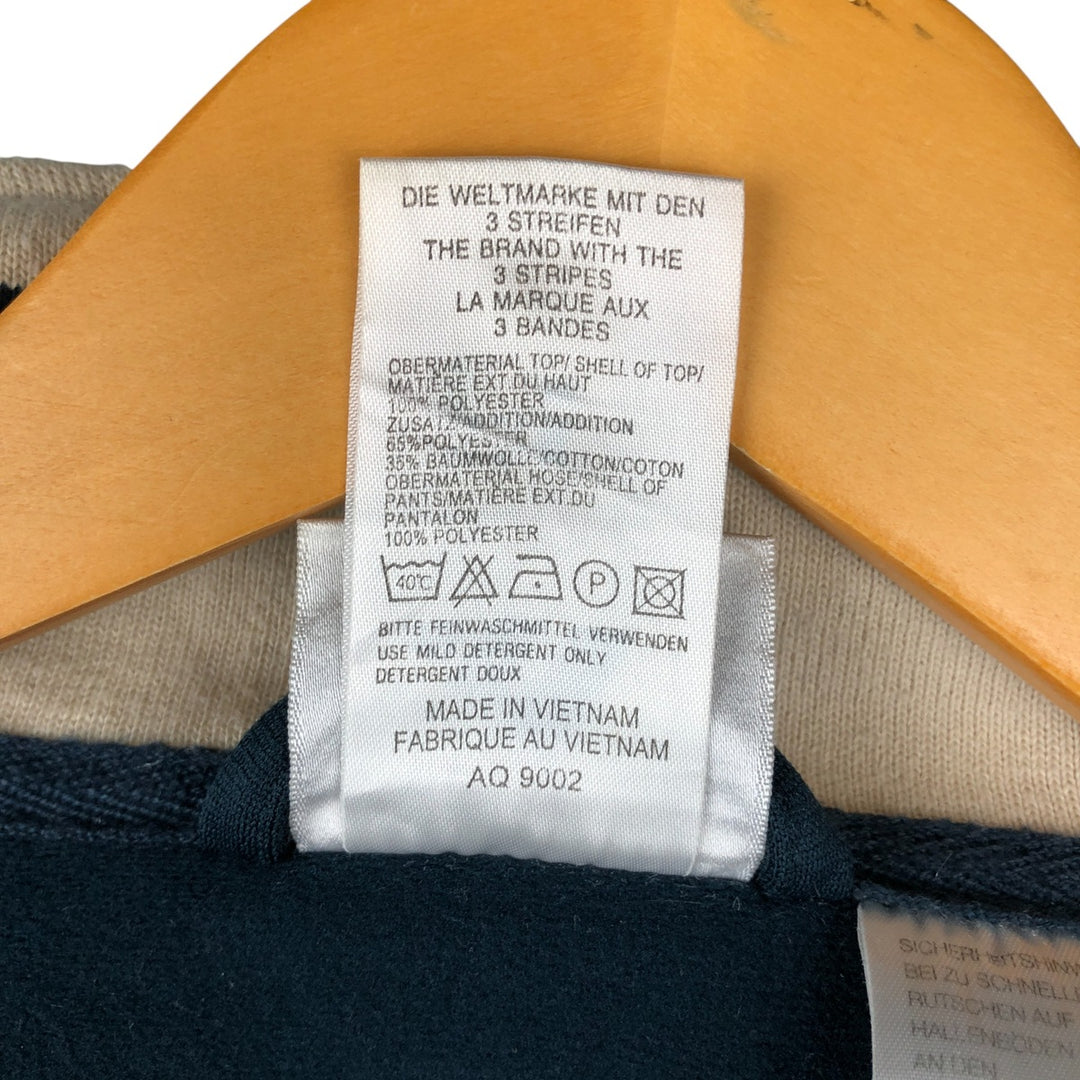 DIE WELTMARKE MIT DEN
3 STREIFEN
THE BRAND WITH THE
3 STRIPES
LA MARQUE AUX
3 BANDES
OBERMATERIAL TOP/ SHELL OF TOP/
MATIÈRE EXT.DU HAUT
100% POLYESTER
ZUSATZ/ADDITION/ADDITION
65%POLYESTER
35% BAUMWOLLE/COTTON/COTON
OBERMATERIAL HOSE/SHELL OF
PANTS/MATIÈRE EXT.DU
PANTALON
100% POLYESTER
40°C P
BITTE FEINWASCHMITTEL VERWENDEN
USE MILD DETERGENT ONLY
DETERGENT DOUX
MADE IN VIETNAM
FABRIQUE AU VIETNAM
AQ 9002
SICHERHEITSHINW
BEI ZU SCHNELL
RUTSCHEN AUF
HALLENBÖDEN
AN DEN